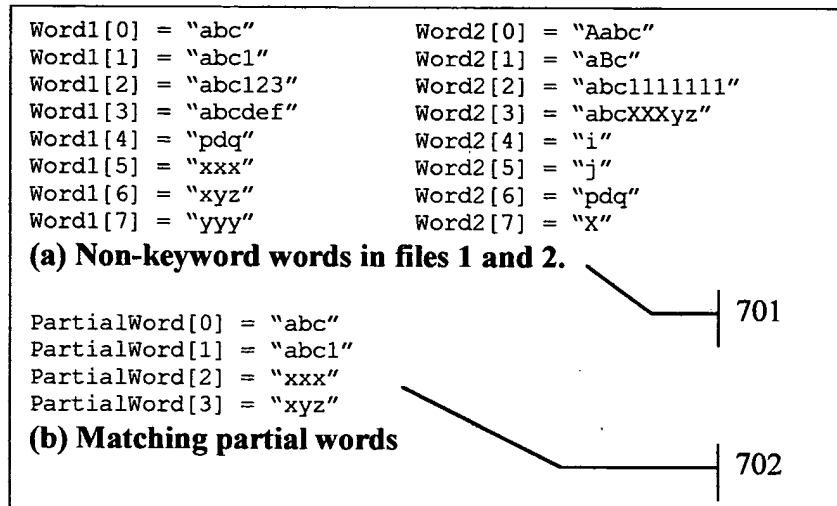 Word1[0] = "abc" Word2[0] = "Aabc"
Word1[1] = "abc1" Word2[1] = "aBc"
Word1[2] = "abc123" Word2[2] = "abc1111111"
Word1[3] = "abcdef" Word2[3] = "abcXXXyz"
Word1[4] = "pdq" Word2[4] = "i"
Word1[5] = "xxx" Word2[5] = "j"
Word1[6] = "xyz" Word2[6] = "pdq"
Word1[7] = "yyy" Word2[7] = "X"
(a) Non-keyword words in files 1 and 2.
701
PartialWord[0] = "abc"
PartialWord[1] = "abc1"
PartialWord[2] = "xxx"
PartialWord[3] = "xyz"
(b) Matching partial words
702